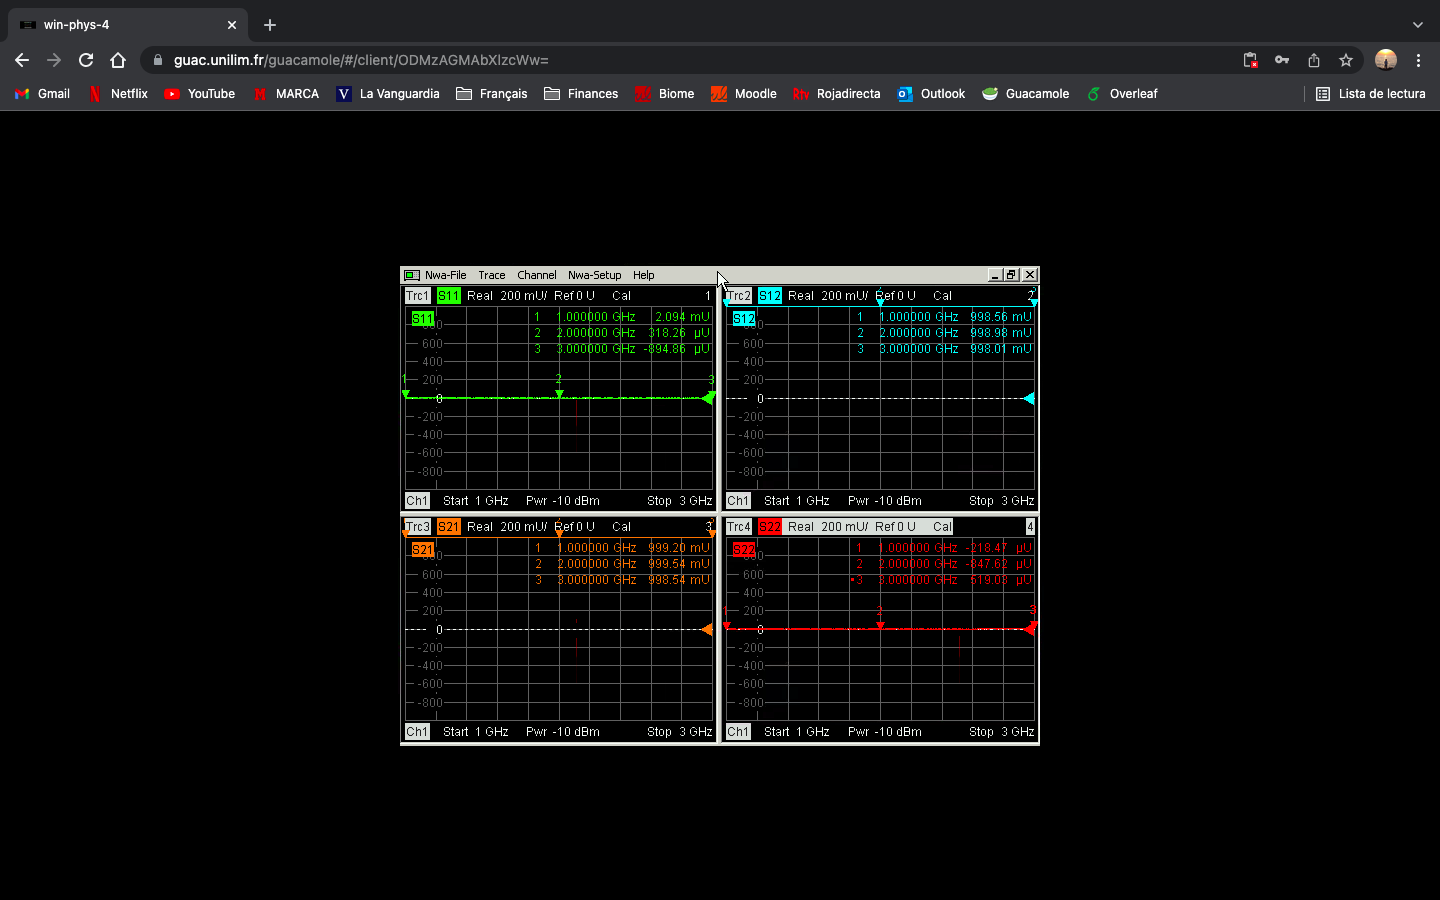 win-phys-4
guac.unilim.fr/guacamole/#/client/ODMzAGMAbXlzcWw=
Gmail Netflix YouTube MARCA La Vanguardia Français Finances Biome Moodle Rojadirecta Outlook Guacamole Overleaf Lista de lectura
Nwa-File Trace Channel Nwa-Setup Help
Trc1 S11 Real 200 mU/ Ref 0 U Cal 1
S11
1 1.000000 GHz 2.094 mU
2 2.000000 GHz 318.26 µU
3 3.000000 GHz -894.86 µU
800
600
400
200
0
-200
-400
-600
-800
1 2 3
Ch1 Start 1 GHz Pwr -10 dBm Stop 3 GHz
Trc2 S12 Real 200 mU/ Ref 0 U Cal 2
S12
1 1.000000 GHz 998.56 mU
2 2.000000 GHz 998.98 mU
3 3.000000 GHz 998.01 mU
800
600
400
200
0
-200
-400
-600
-800
Ch1 Start 1 GHz Pwr -10 dBm Stop 3 GHz
Trc3 S21 Real 200 mU/ Ref 0 U Cal 3
S21
1 1.000000 GHz 999.20 mU
2 2.000000 GHz 999.54 mU
3 3.000000 GHz 998.54 mU
800
600
400
200
0
-200
-400
-600
-800
Ch1 Start 1 GHz Pwr -10 dBm Stop 3 GHz
Trc4 S22 Real 200 mU/ Ref 0 U Cal 4
S22
1 1.000000 GHz -218.47 µU
2 2.000000 GHz -847.62 µU
•3 3.000000 GHz 519.03 µU
800
600
400
200
0
-200
-400
-600
-800
1 2 3
Ch1 Start 1 GHz Pwr -10 dBm Stop 3 GHz